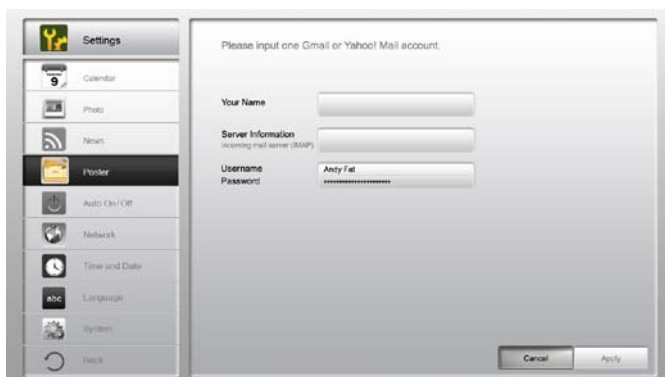 Settings
9
Calendar
Photo
News
Poster
Auto On/Off
Network
Time and Date
abc
Language
System
Back
Please input one Gmail or Yahoo! Mail account.
Your Name
Server Information
Incoming mail server (IMAP)
Username
Andy Fat
Password
••••••••••••••••••••••
Cancel
Apply